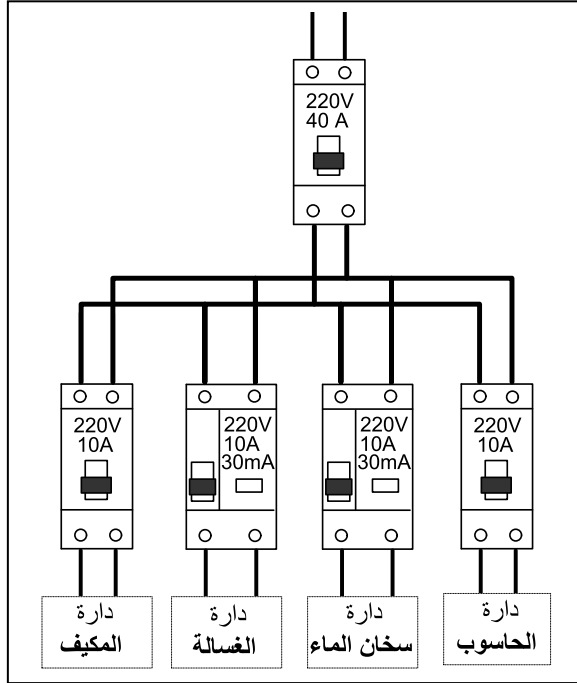 220V
40 A
220V
10A
220V
10A
30mA
220V
10A
30mA
220V
10A
دارة
المكيف
دارة
الغسالة
دارة
سخان الماء
دارة
الحاسوب